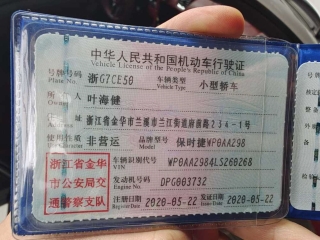 中华人民共和国机动车行驶证
Vehicle License of the People's Republic of China
号牌号码 浙G7CE50 车辆类型 小型轿车
Plate No. Vehicle Type
所有人 叶海健
Owner
住址 浙江省金华市兰溪市兰江街道府前路234-1号
Address
使用性质 非营运 品牌型号 保时捷WP0AA298
Use Character Model
浙江省金华
市公安局交
通警察支队
车辆识别代号 WP0AA2984LS260268
VIN
发动机号码 DPG003732
Engine No.
注册日期 2020-05-22 发证日期 2020-05-22
Register Date Issue Date